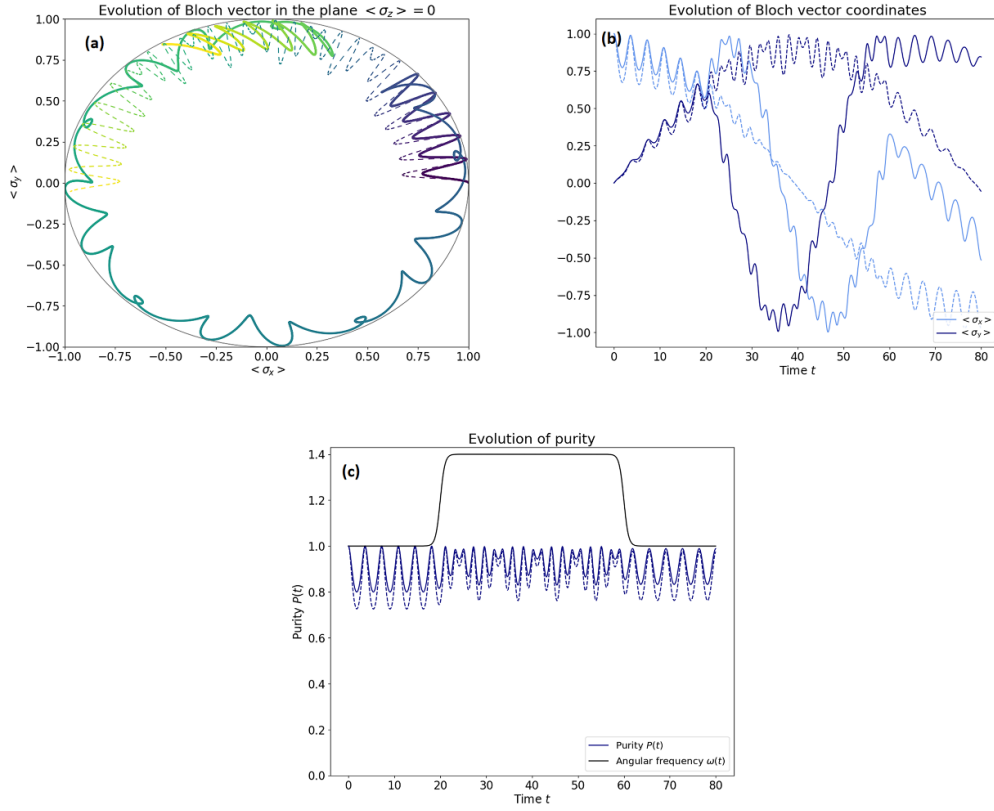 Evolution of Bloch vector in the plane < σz > = 0
(a)
1.00
0.75
0.50
0.25
0.00
−0.25
−0.50
−0.75
−1.00
< σy >
−1.00 −0.75 −0.50 −0.25 0.00 0.25 0.50 0.75 1.00
< σx >
Evolution of Bloch vector coordinates
(b)
1.00
0.75
0.50
0.25
0.00
−0.25
−0.50
−0.75
−1.00
< σx >
< σy >
0 10 20 30 40 50 60 70 80
Time t
Evolution of purity
(c)
1.4
1.2
1.0
0.8
0.6
0.4
0.2
0.0
Purity P(t)
Purity P(t)
Angular frequency ω(t)
0 10 20 30 40 50 60 70 80
Time t